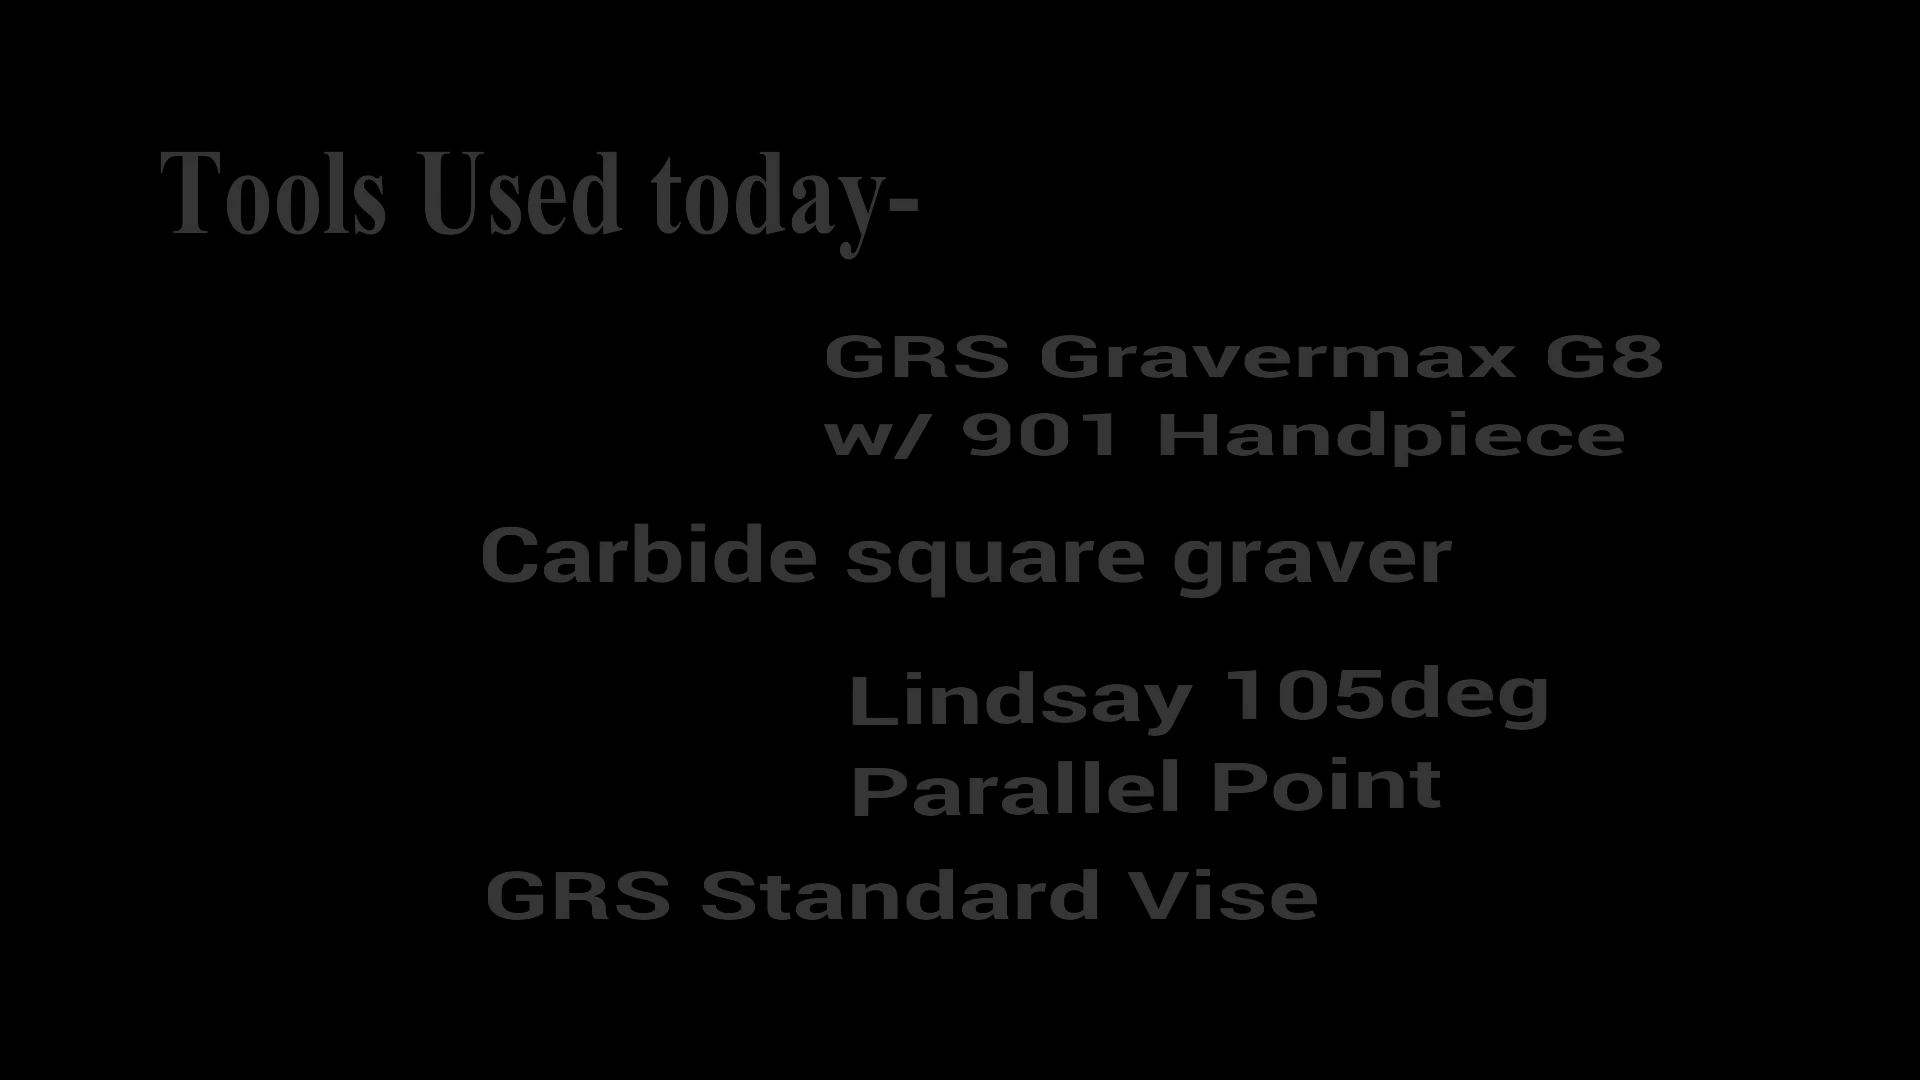 Tools Used today-
GRS Gravermax G8
w/ 901 Handpiece
Carbide square graver
Lindsay 105deg
Parallel Point
GRS Standard Vise